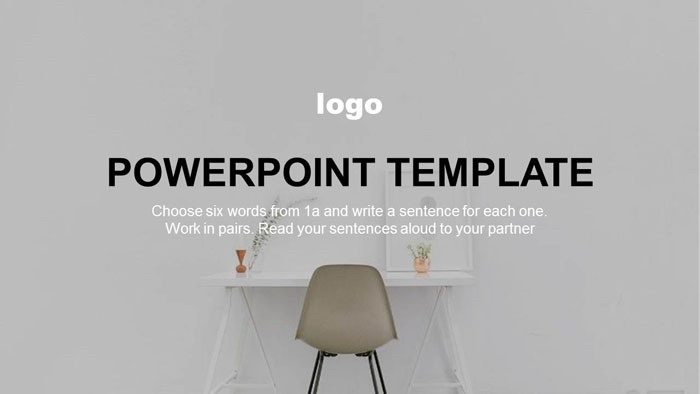 logo
POWERPOINT TEMPLATE
Choose six words from 1a and write a sentence for each one.
Work in pairs. Read your sentences aloud to your partner